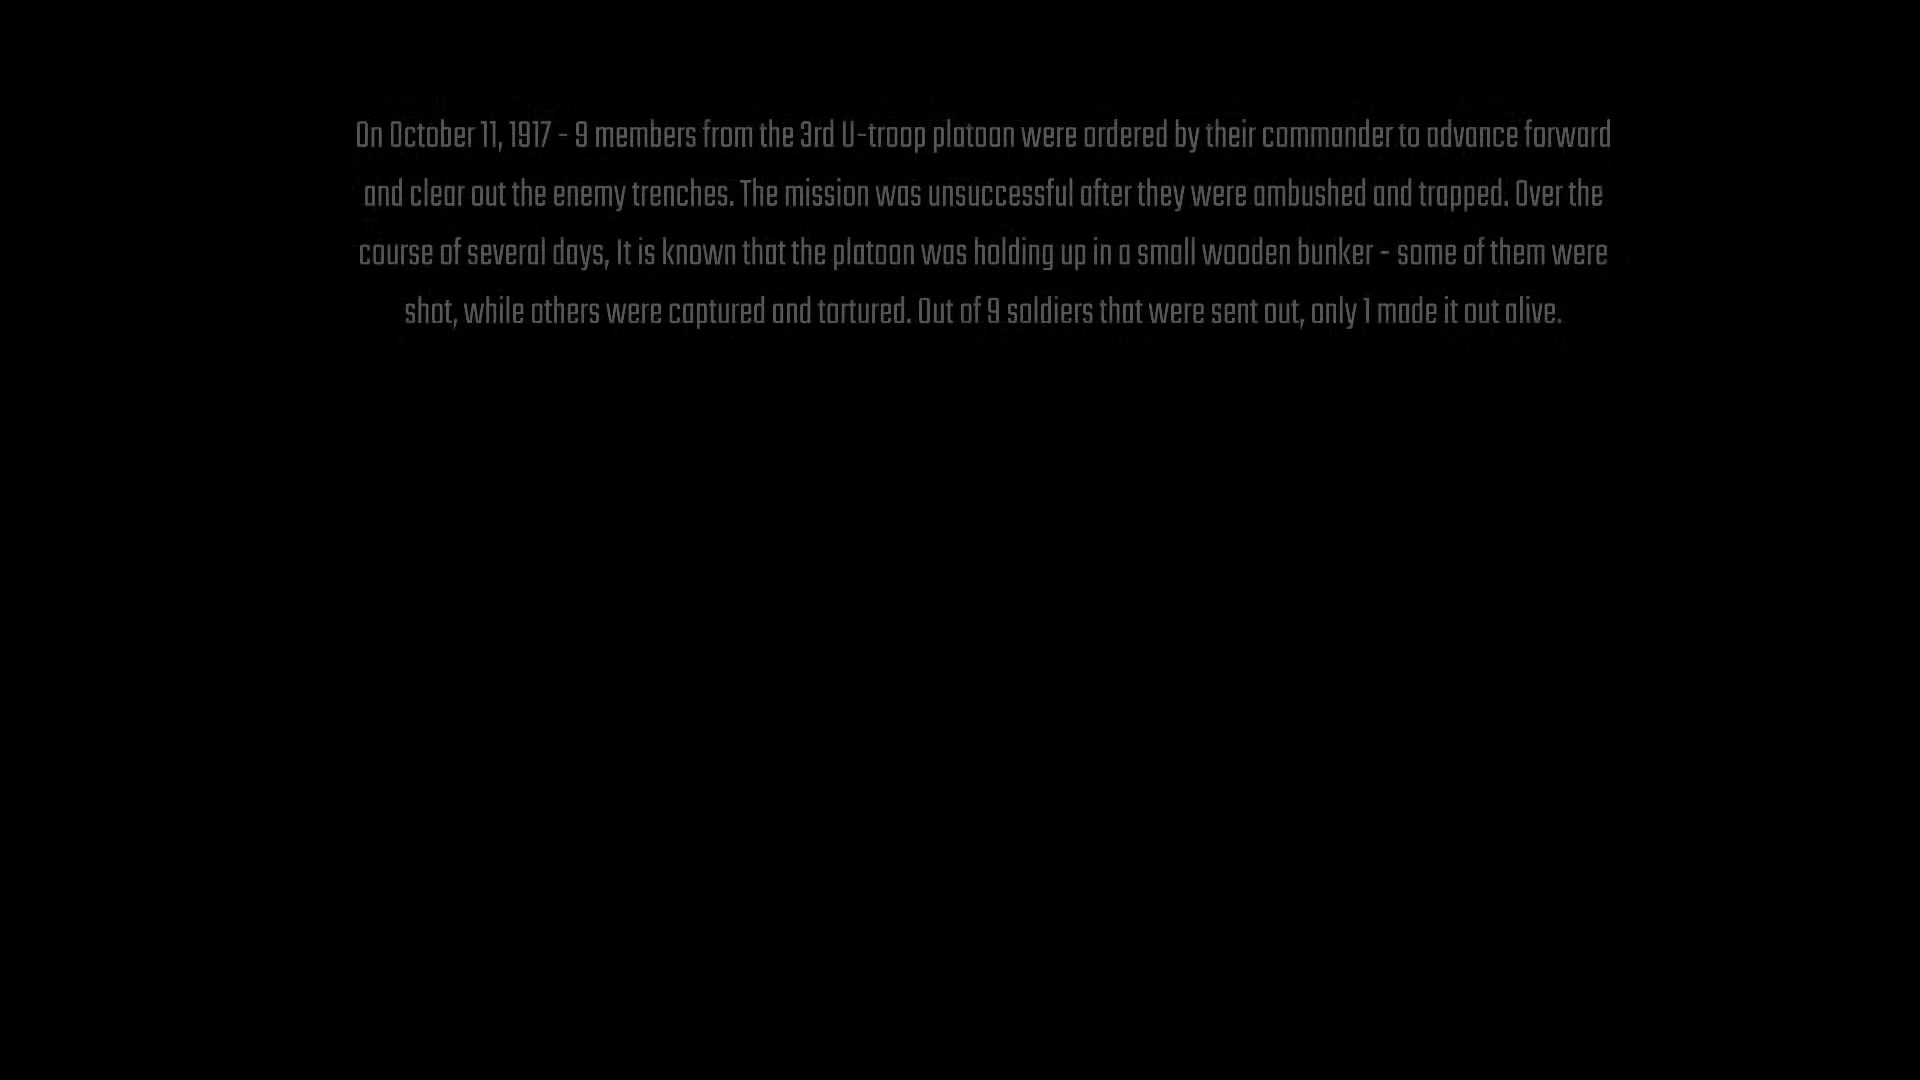 On October 11, 1917 - 9 members from the 3rd U-troop platoon were ordered by their commander to advance forward
and clear out the enemy trenches. The mission was unsuccessful after they were ambushed and trapped. Over the
course of several days, It is known that the platoon was holding up in a small wooden bunker - some of them were
shot, while others were captured and tortured. Out of 9 soldiers that were sent out, only 1 made it out alive.